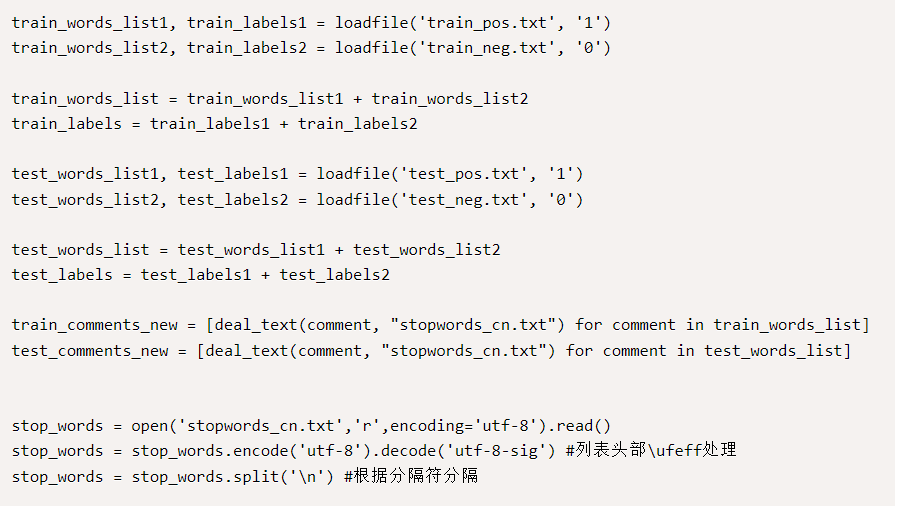 train_words_list1, train_labels1 = loadfile('train_pos.txt', '1')
train_words_list2, train_labels2 = loadfile('train_neg.txt', '0')
train_words_list = train_words_list1 + train_words_list2
train_labels = train_labels1 + train_labels2
test_words_list1, test_labels1 = loadfile('test_pos.txt', '1')
test_words_list2, test_labels2 = loadfile('test_neg.txt', '0')
test_words_list = test_words_list1 + test_words_list2
test_labels = test_labels1 + test_labels2
train_comments_new = [deal_text(comment, "stopwords_cn.txt") for comment in train_words_list]
test_comments_new = [deal_text(comment, "stopwords_cn.txt") for comment in test_words_list]
stop_words = open('stopwords_cn.txt','r',encoding='utf-8').read()
stop_words = stop_words.encode('utf-8').decode('utf-8-sig') #列表头部\ufeff处理
stop_words = stop_words.split('\n') #根据分隔符分隔